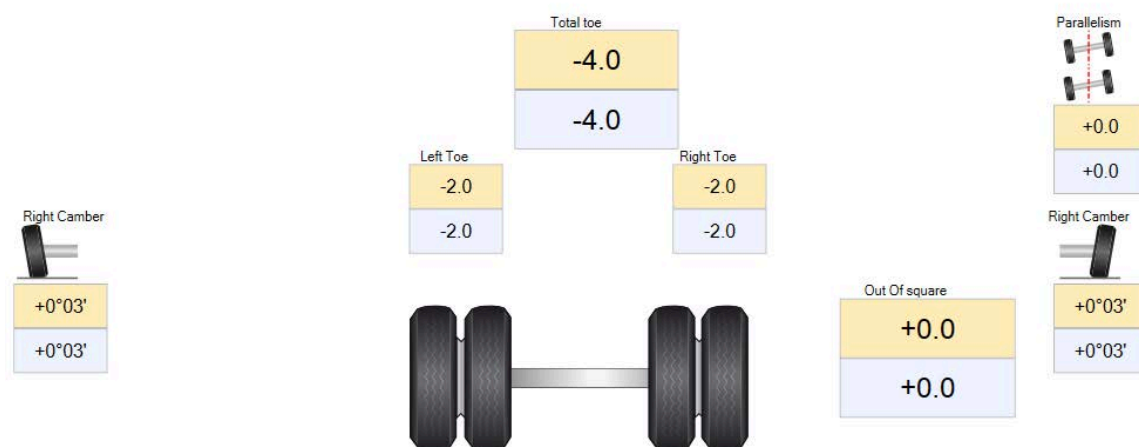 Total toe
-4.0
-4.0
Parallelism
+0.0
+0.0
Left Toe
-2.0
-2.0
Right Toe
-2.0
-2.0
Right Camber
+0°03'
+0°03'
Out Of square
+0.0
+0.0
Right Camber
+0°03'
+0°03'